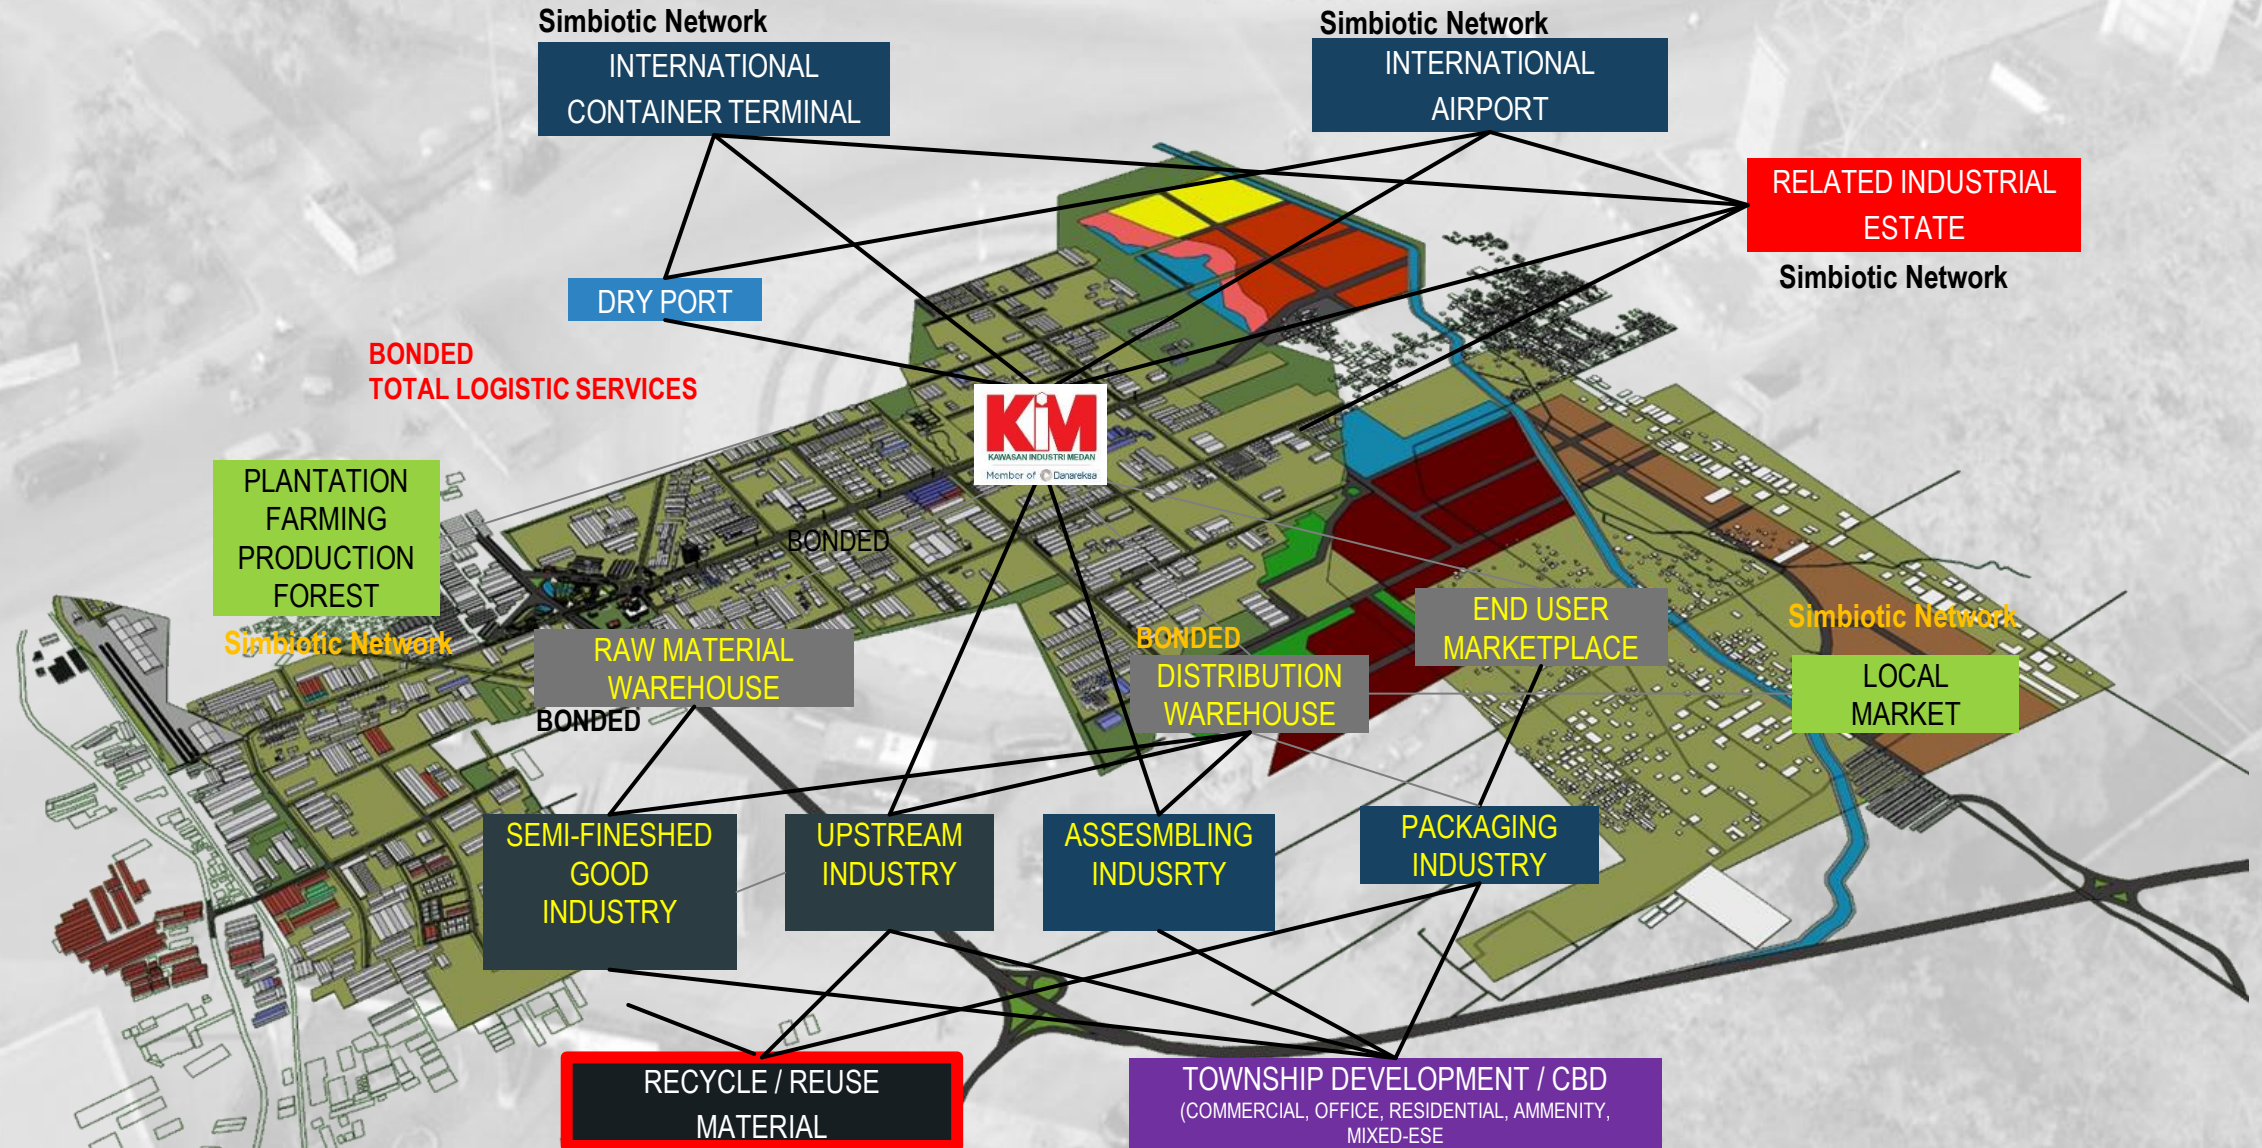 Simbiotic Network
INTERNATIONAL
CONTAINER TERMINAL
Simbiotic Network
INTERNATIONAL
AIRPORT
RELATED INDUSTRIAL
ESTATE
Simbiotic Network
DRY PORT
BONDED
TOTAL LOGISTIC SERVICES
KiM
KAWASAN INDUSTRI MEDAN
Member of Danareksa
PLANTATION
FARMING
PRODUCTION
FOREST
Simbiotic Network
BONDED
RAW MATERIAL
WAREHOUSE
BONDED
BONDED
DISTRIBUTION
WAREHOUSE
END USER
MARKETPLACE
Simbiotic Network
LOCAL
MARKET
SEMI-FINESHED
GOOD
INDUSTRY
UPSTREAM
INDUSTRY
ASSESMBLING
INDUSRTY
PACKAGING
INDUSTRY
RECYCLE / REUSE
MATERIAL
TOWNSHIP DEVELOPMENT / CBD
(COMMERCIAL, OFFICE, RESIDENTIAL, AMMENITY,
MIXED-ESE